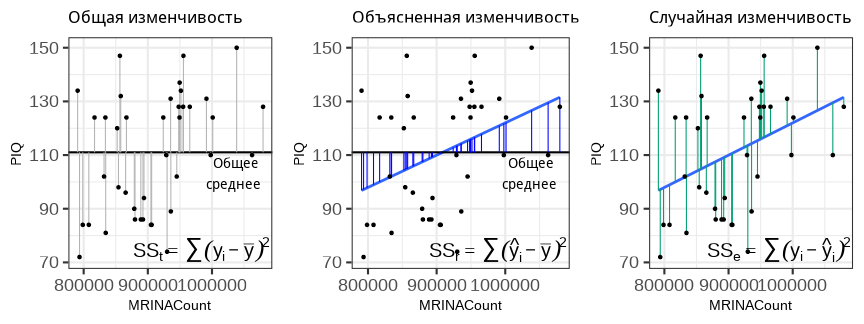 Общая изменчивость
Объясненная изменчивость
Случайная изменчивость
PIQ
150
130
110
90
70
Общее
среднее
SSt = ∑(yi − y̅)²
800000 900000 1000000
MRINACount
PIQ
150
130
110
90
70
Общее
среднее
SSr = ∑(ŷi − y̅)²
800000 900000 1000000
MRINACount
PIQ
150
130
110
90
70
SSe = ∑(yi − ŷi)²
800000 900000 1000000
MRINACount